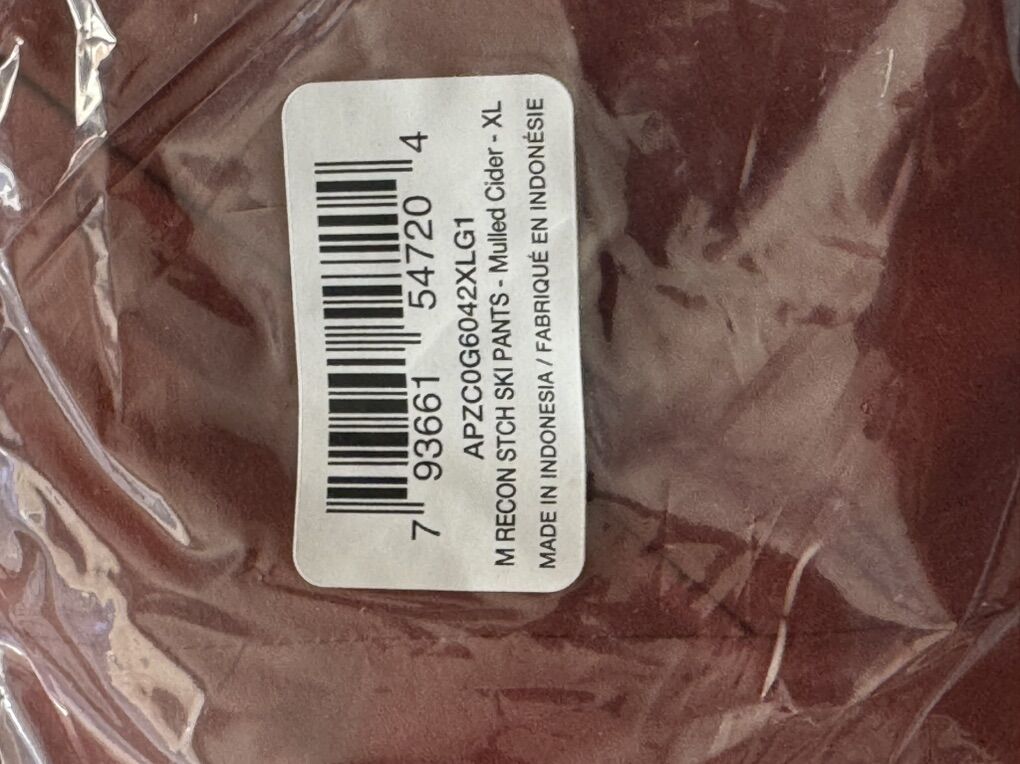 7 93661 54720 4
APZC0G6042XLG1
M RECON STCH SKI PANTS - Mulled Cider - XL
MADE IN INDONESIA / FABRIQUÉ EN INDONÉSIE